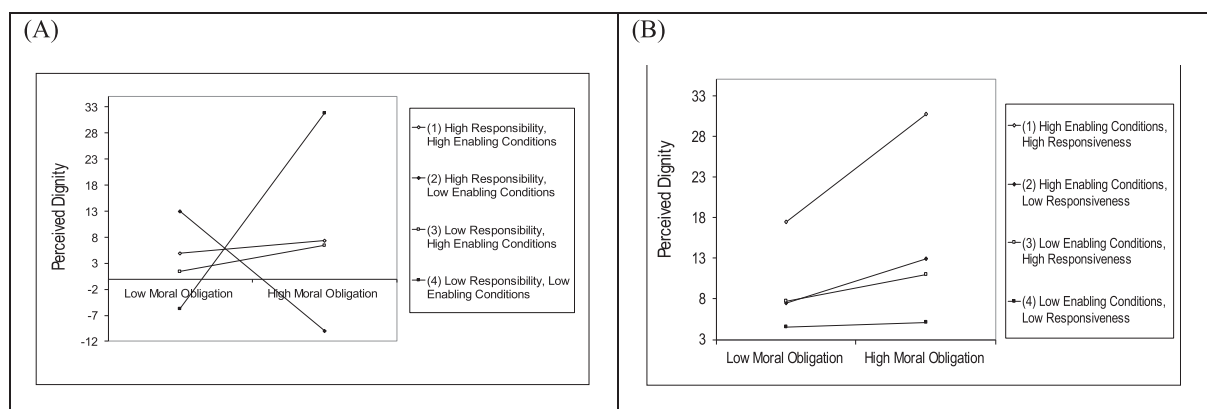 (A)
Perceived Dignity
33
28
23
18
13
8
3
-2
-7
-12
Low Moral Obligation High Moral Obligation
(1) High Responsibility,
High Enabling Conditions
(2) High Responsibility,
Low Enabling Conditions
(3) Low Responsibility,
High Enabling Conditions
(4) Low Responsibility, Low
Enabling Conditions
(B)
Perceived Dignity
33
28
23
18
13
8
3
Low Moral Obligation High Moral Obligation
(1) High Enabling Conditions,
High Responsiveness
(2) High Enabling Conditions,
Low Responsiveness
(3) Low Enabling Conditions,
High Responsiveness
(4) Low Enabling Conditions,
Low Responsiveness